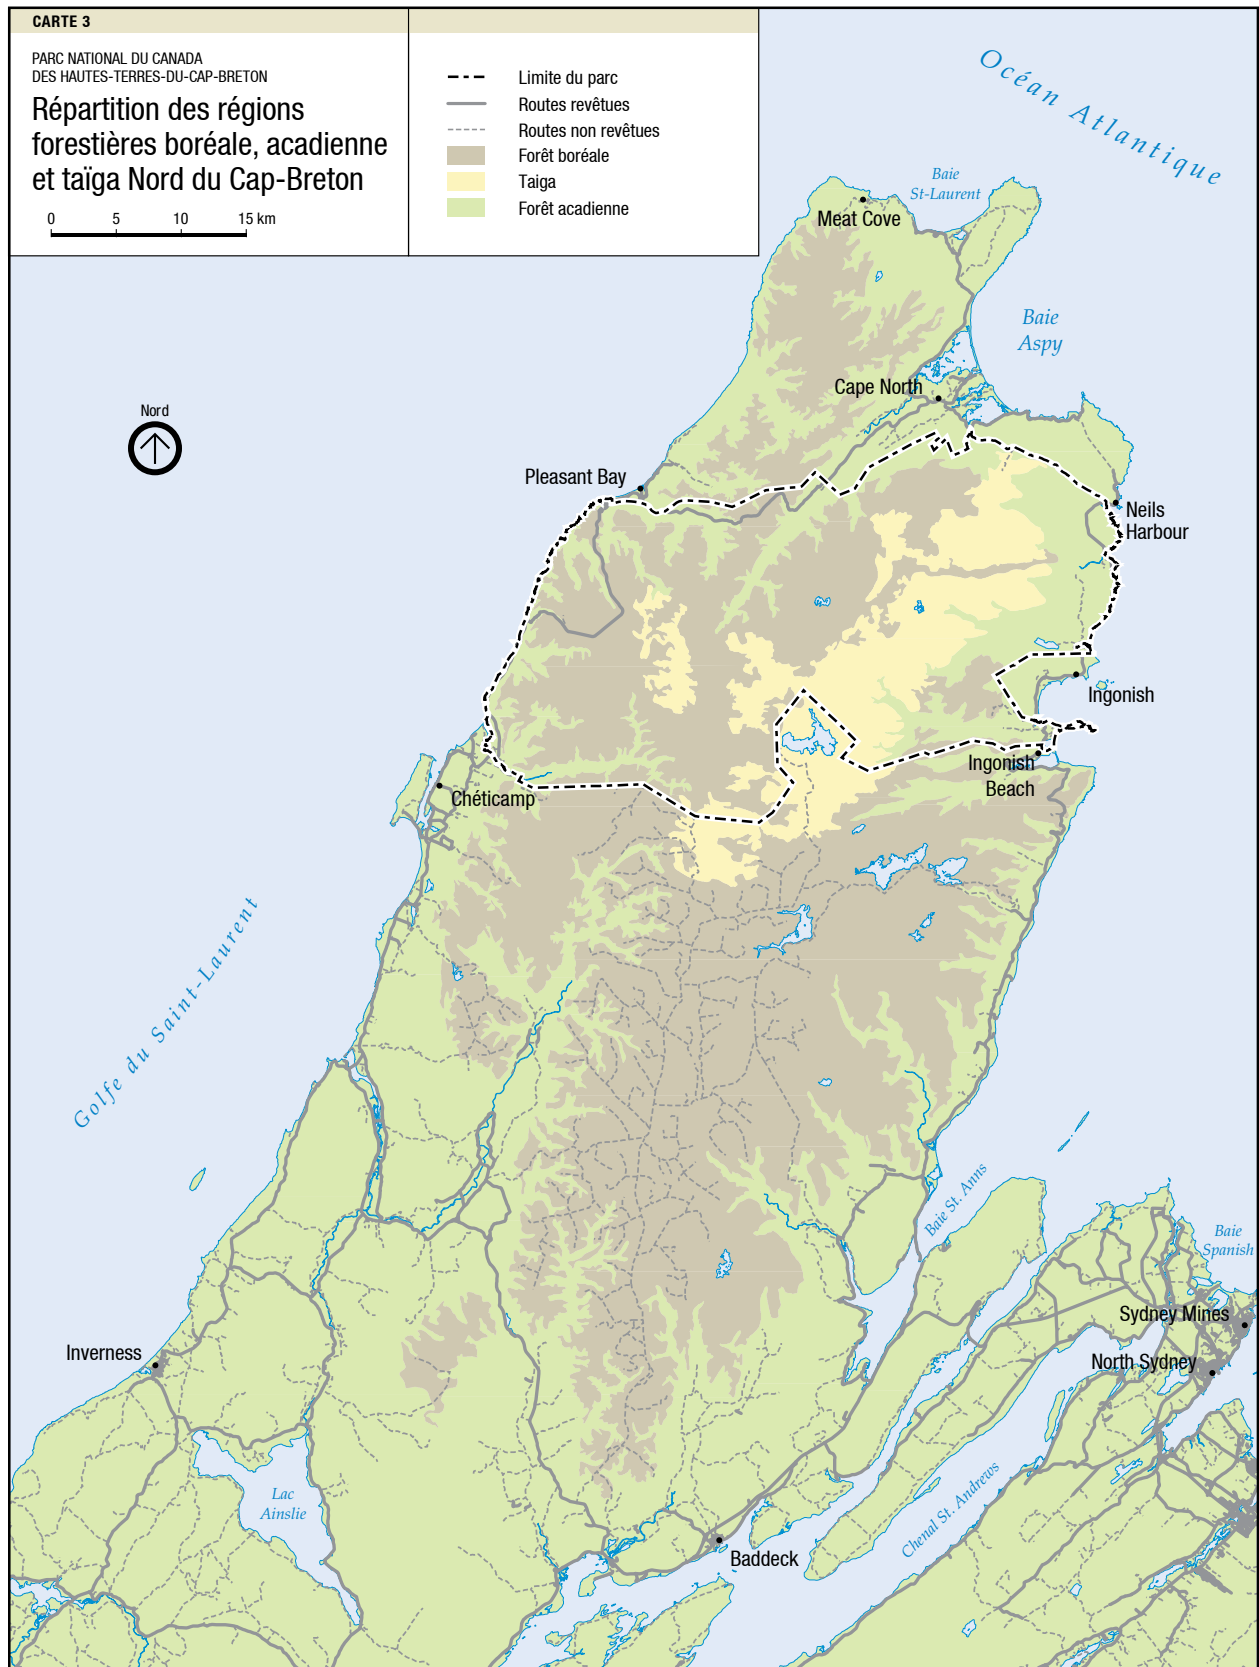 CARTE 3
PARC NATIONAL DU CANADA
DES HAUTES-TERRES-DU-CAP-BRETON
Répartition des régions
forestières boréale, acadienne
et taïga Nord du Cap-Breton
0 5 10 15 km
Limite du parc
Routes revêtues
Routes non revêtues
Forêt boréale
Taiga
Forêt acadienne
Océan Atlantique
Baie
St-Laurent
Meat Cove
Baie
Aspy
Cape North
Nord
Pleasant Bay
Neils
Harbour
Ingonish
Ingonish
Beach
Chéticamp
Golfe du Saint-Laurent
Baie St. Anns
Baie
Spanish
Sydney Mines
North Sydney
Inverness
Lac
Ainslie
Chenal St. Andrews
Baddeck